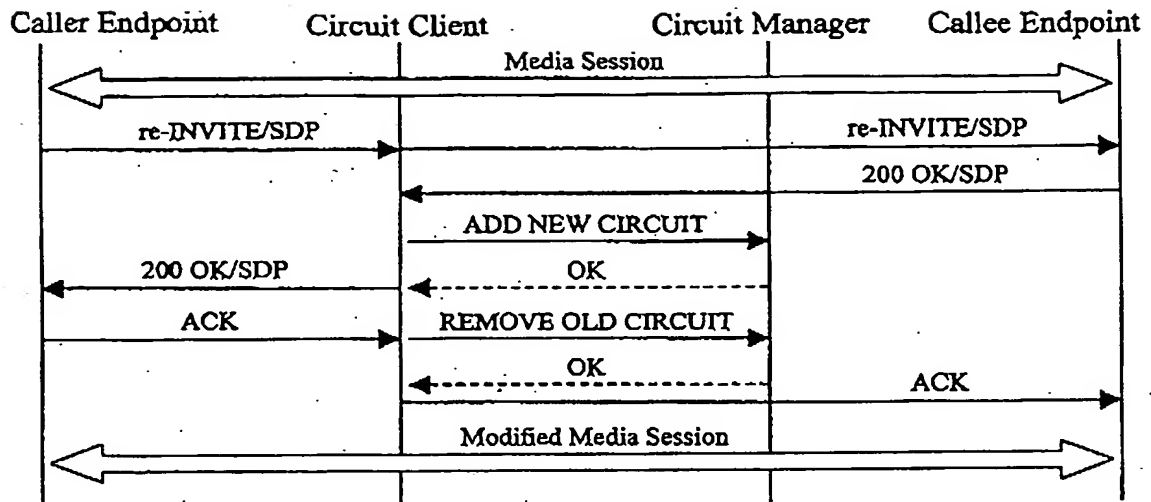 Caller Endpoint Circuit Client Circuit Manager Callee Endpoint
Media Session
re-INVITE/SDP re-INVITE/SDP
200 OK/SDP
ADD NEW CIRCUIT
200 OK/SDP OK
ACK REMOVE OLD CIRCUIT
OK
ACK
Modified Media Session